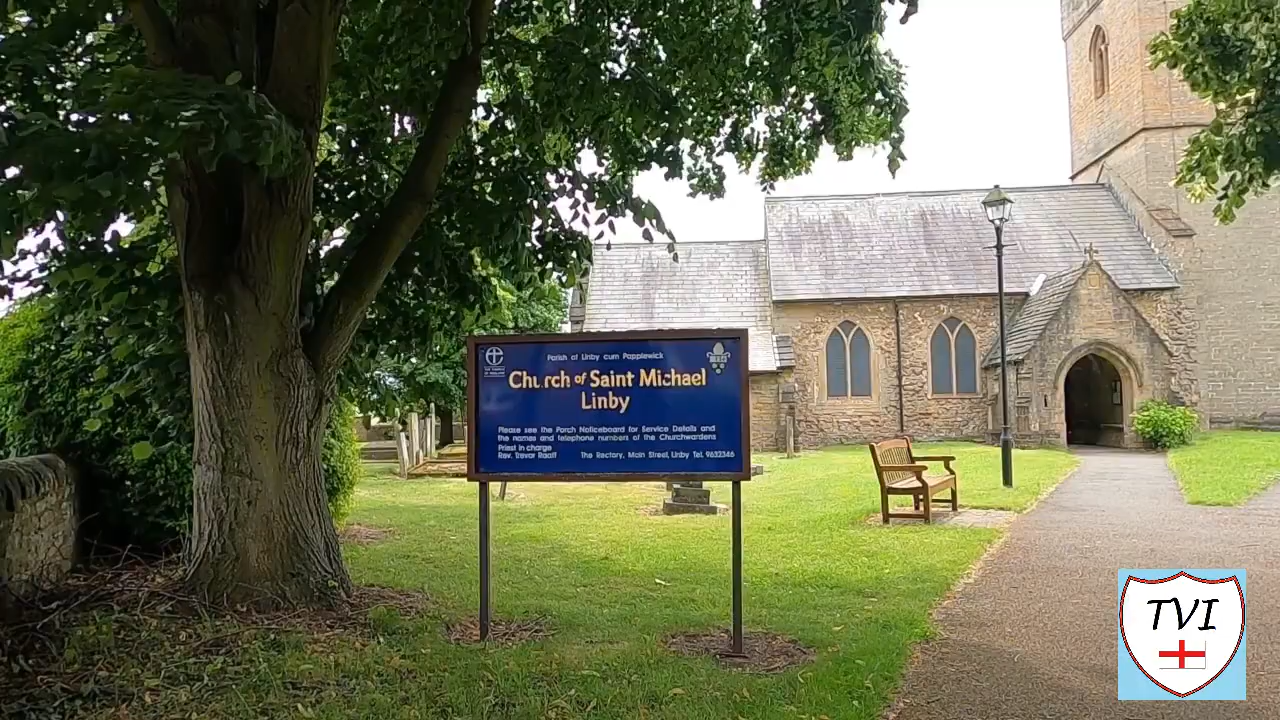 Parish of Linby cum Papplewick
Church of Saint Michael
Linby
Please see the Porch Noticeboard for Service Details and
the names and telephone numbers of the Churchwardens
Priest in charge
Rev. Trevor Raaff The Rectory, Main Street, Linby Tel. 9632346
TVI